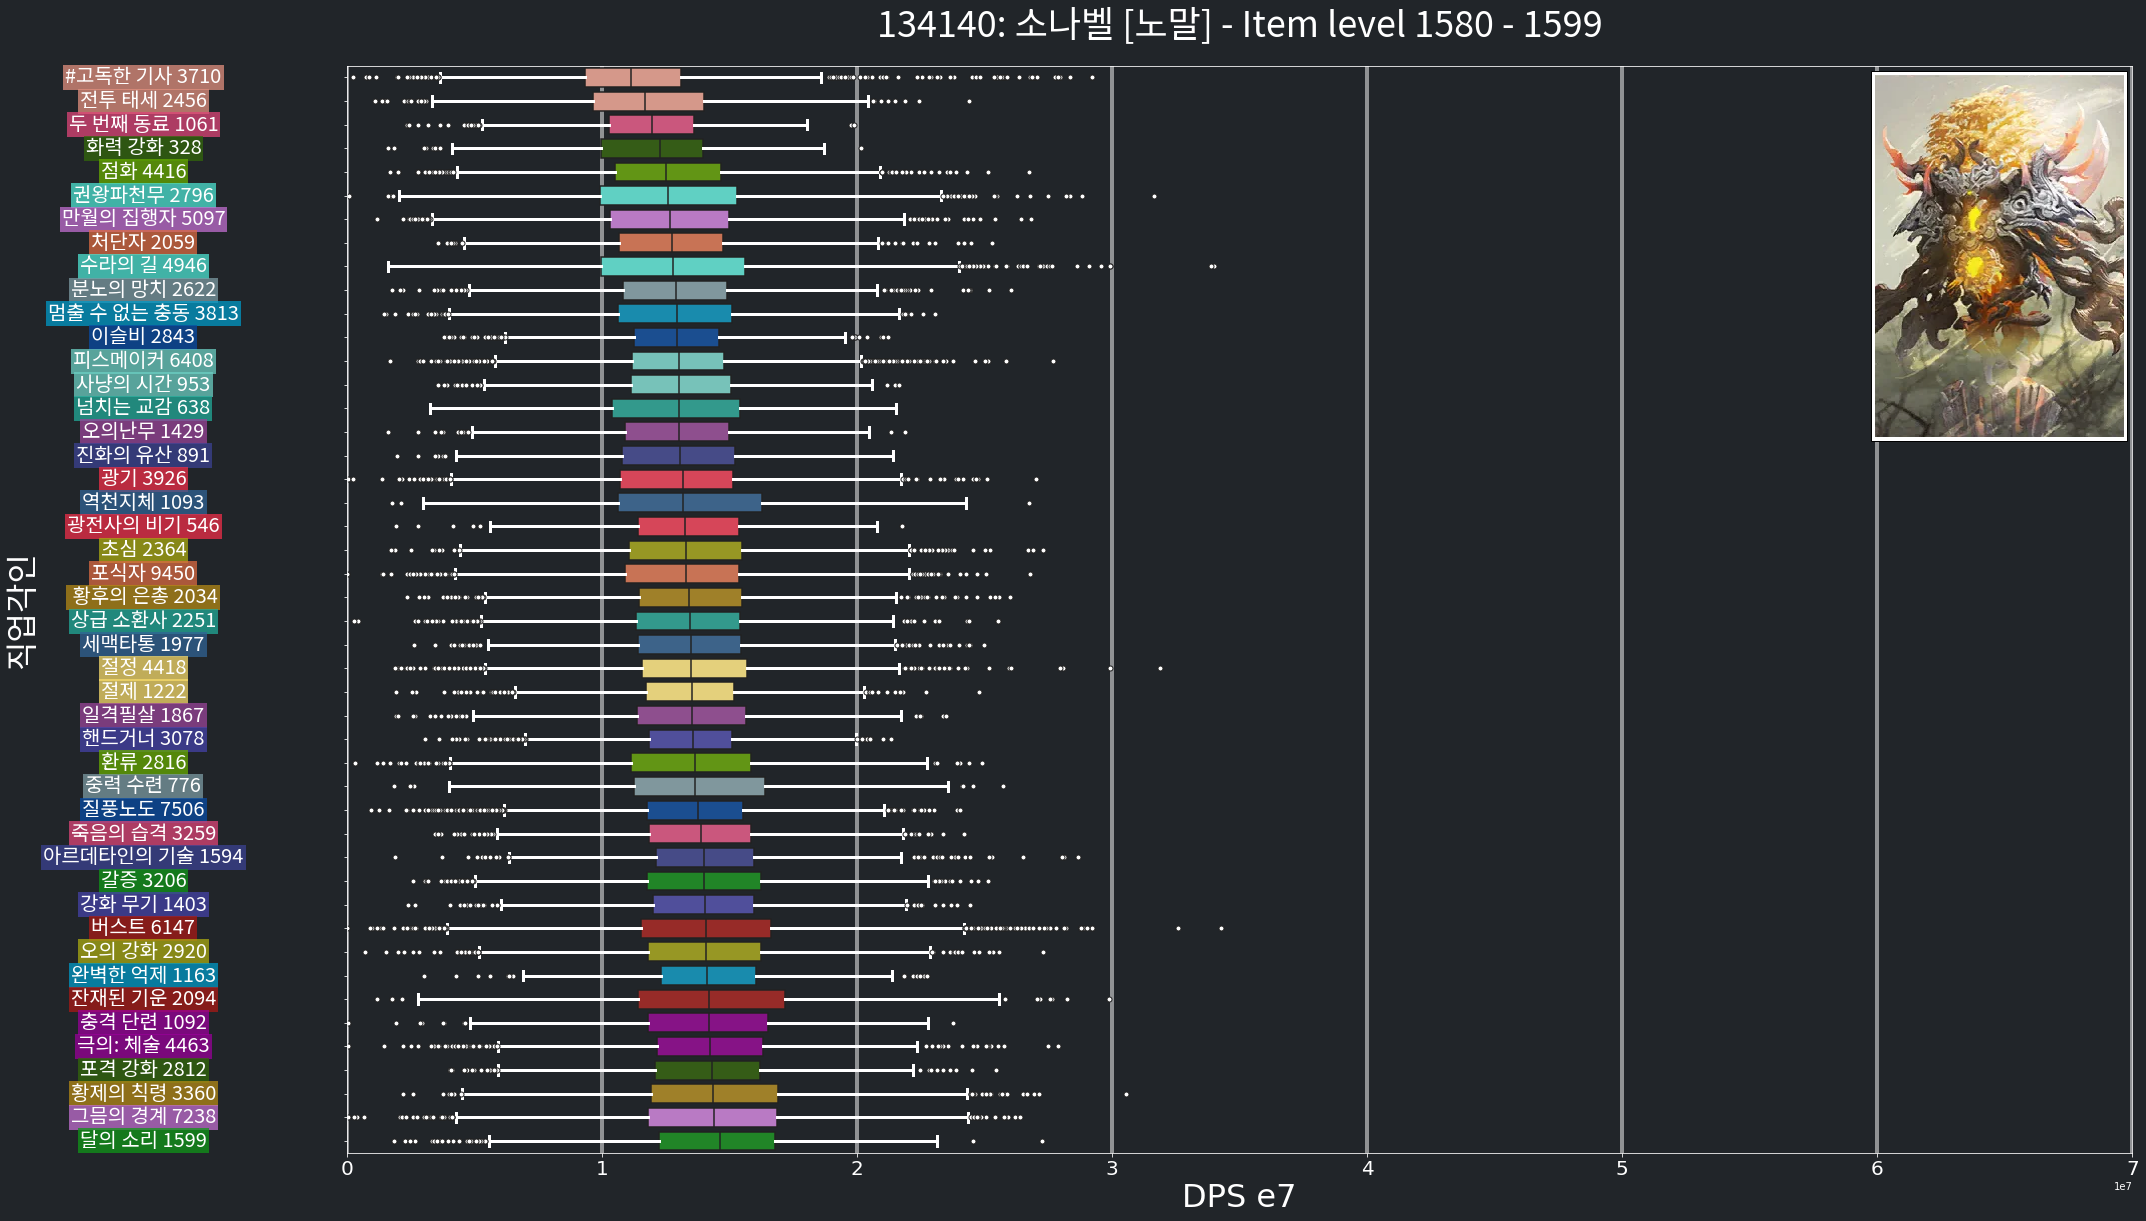 134140: 소나벨 [노말] - Item level 1580 - 1599
#고독한 기사 3710
전투 태세 2456
두 번째 동료 1061
화력 강화 328
점화 4416
권왕파천무 2796
만월의 집행자 5097
처단자 2059
수라의 길 4946
분노의 망치 2622
멈출 수 없는 충동 3813
이슬비 2843
피스메이커 6408
사냥의 시간 953
넘치는 교감 638
오의난무 1429
진화의 유산 891
광기 3926
역천지체 1093
광전사의 비기 546
초심 2364
포식자 9450
황후의 은총 2034
상급 소환사 2251
세맥타통 1977
절정 4418
절제 1222
일격필살 1867
핸드거너 3078
환류 2816
중력 수련 776
질풍노도 7506
죽음의 습격 3259
아르데타인의 기술 1594
갈증 3206
강화 무기 1403
버스트 6147
오의 강화 2920
완벽한 억제 1163
잔재된 기운 2094
충격 단련 1092
극의: 체술 4463
포격 강화 2812
황제의 칙령 3360
그믐의 경계 7238
달의 소리 1599
직업각인
0 1 2 3 4 5 6 7
1e7
DPS e7